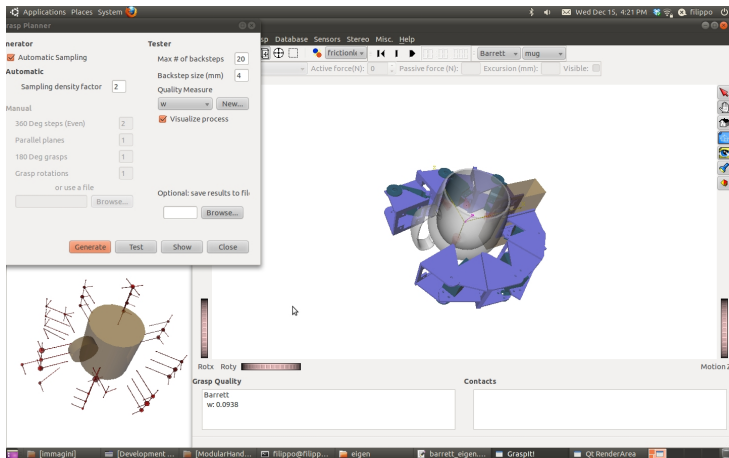 Applications Places System
Wed Dec 15, 4:21 PM
filippo
rasp Planner
sp Database Sensors Stereo Misc. Help
frictionle
Barrett
mug
Active force(N): 0
Passive force (N):
Excursion (mm):
Visible:
nerator
Automatic Sampling
Automatic
Sampling density factor 2
Manual
360 Deg steps (Even) 2
Parallel planes 1
180 Deg grasps 1
Grasp rotations 1
or use a file
Browse...
Tester
Max # of backsteps 20
Backstep size (mm) 4
Quality Measure
w
New...
Visualize process
Optional: save results to file
Browse...
Generate
Test
Show
Close
Rotx Roty
Motion Z
Grasp Quality
Barrett
w: 0.0938
Contacts
[immagini]
[Development ...
[ModularHand...
filippo@filipp...
eigen
barrett_eigen....
GraspIt!
Qt RenderArea